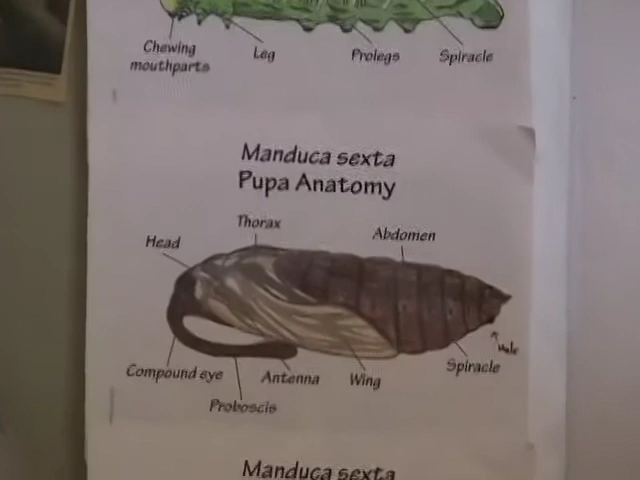 Chewing
mouthparts
Leg
Prolegs
Spiracle
Manduca sexta
Pupa Anatomy
Thorax
Head
Abdomen
Male
Compound eye
Antenna
Wing
Spiracle
Proboscis
Manduca sexta